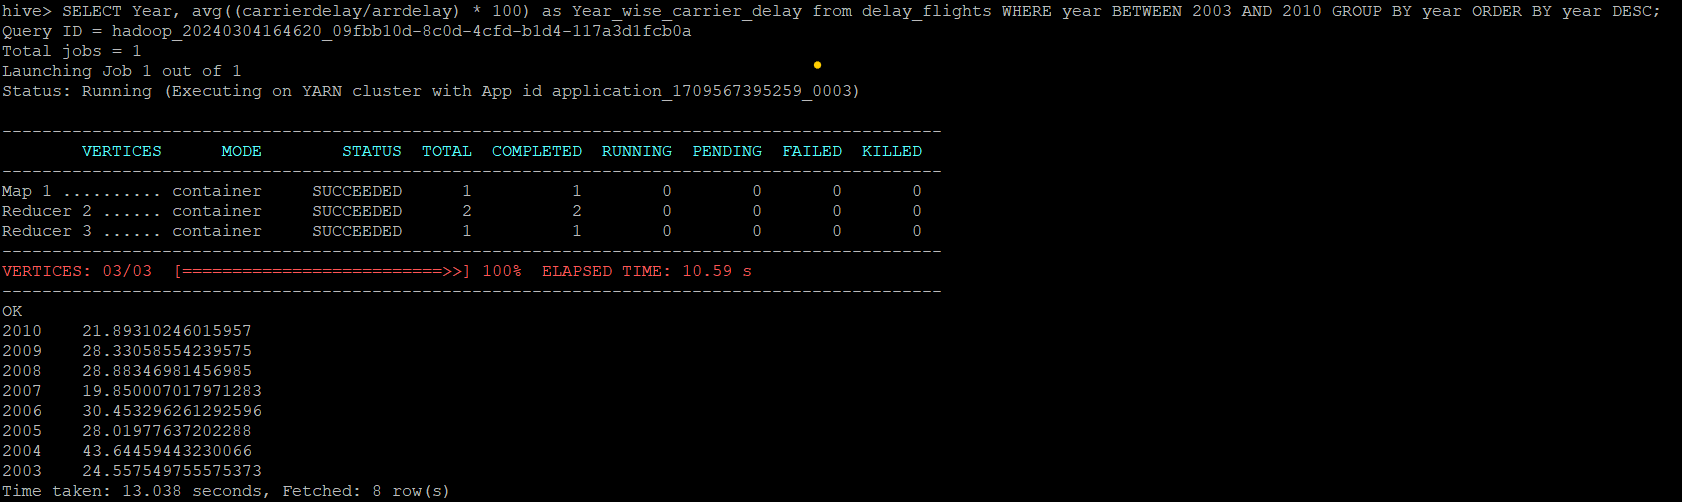 hive> SELECT Year, avg((carrierdelay/arrdelay) * 100) as Year_wise_carrier_delay from delay_flights WHERE year BETWEEN 2003 AND 2010 GROUP BY year ORDER BY year DESC;
Query ID = hadoop_20240304164620_09fbb10d-8c0d-4cfd-b1d4-117a3d1fcb0a
Total jobs = 1
Launching Job 1 out of 1
Status: Running (Executing on YARN cluster with App id application_1709567395259_0003)
----------------------------------------------------------------------------------------------
        VERTICES      MODE        STATUS  TOTAL  COMPLETED  RUNNING  PENDING  FAILED  KILLED
----------------------------------------------------------------------------------------------
Map 1 .......... container     SUCCEEDED      1          1        0        0       0       0
Reducer 2 ...... container     SUCCEEDED      2          2        0        0       0       0
Reducer 3 ...... container     SUCCEEDED      1          1        0        0       0       0
----------------------------------------------------------------------------------------------
VERTICES: 03/03  [==========================>>] 100%  ELAPSED TIME: 10.59 s
----------------------------------------------------------------------------------------------
OK
2010    21.89310246015957
2009    28.33058554239575
2008    28.88346981456985
2007    19.850007017971283
2006    30.453296261292596
2005    28.01977637202288
2004    43.64459443230066
2003    24.557549755575373
Time taken: 13.038 seconds, Fetched: 8 row(s)